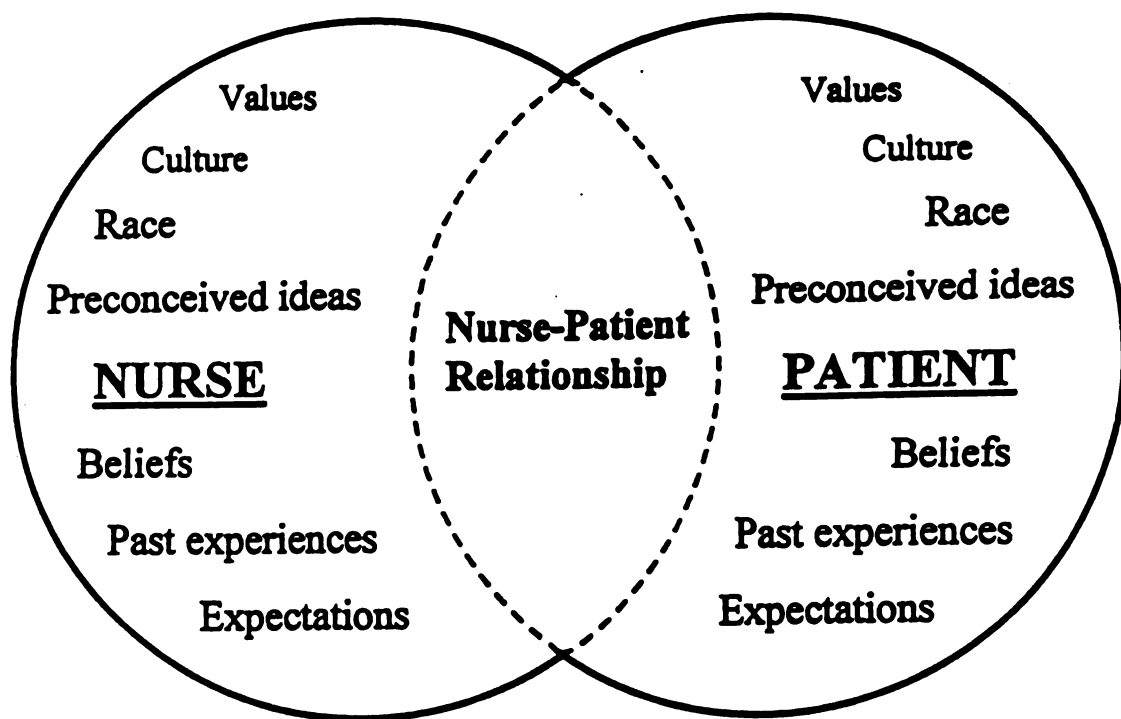 Values
Culture
Race
Preconceived ideas
NURSE
Beliefs
Past experiences
Expectations
Nurse-Patient
Relationship
Values
Culture
Race
Preconceived ideas
PATIENT
Beliefs
Past experiences
Expectations